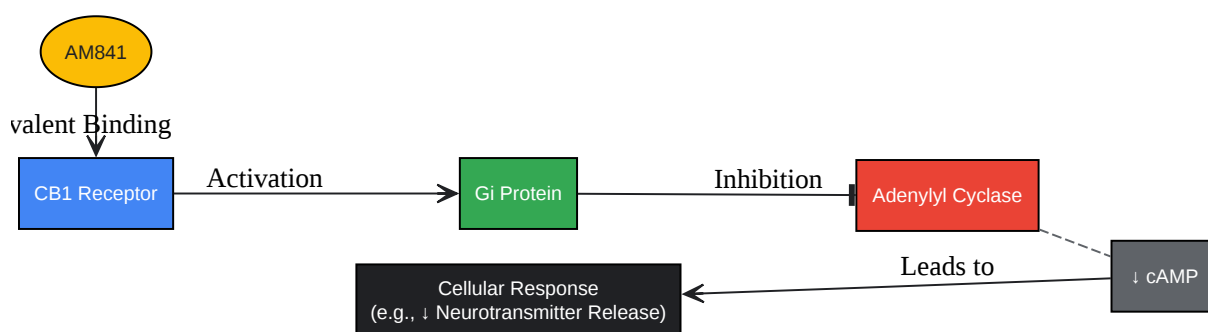 AM841
valent Binding
CB1 Receptor
Activation
Gi Protein
Inhibition
Adenylyl Cyclase
Leads to
↓ cAMP
Cellular Response
(e.g., ↓ Neurotransmitter Release)